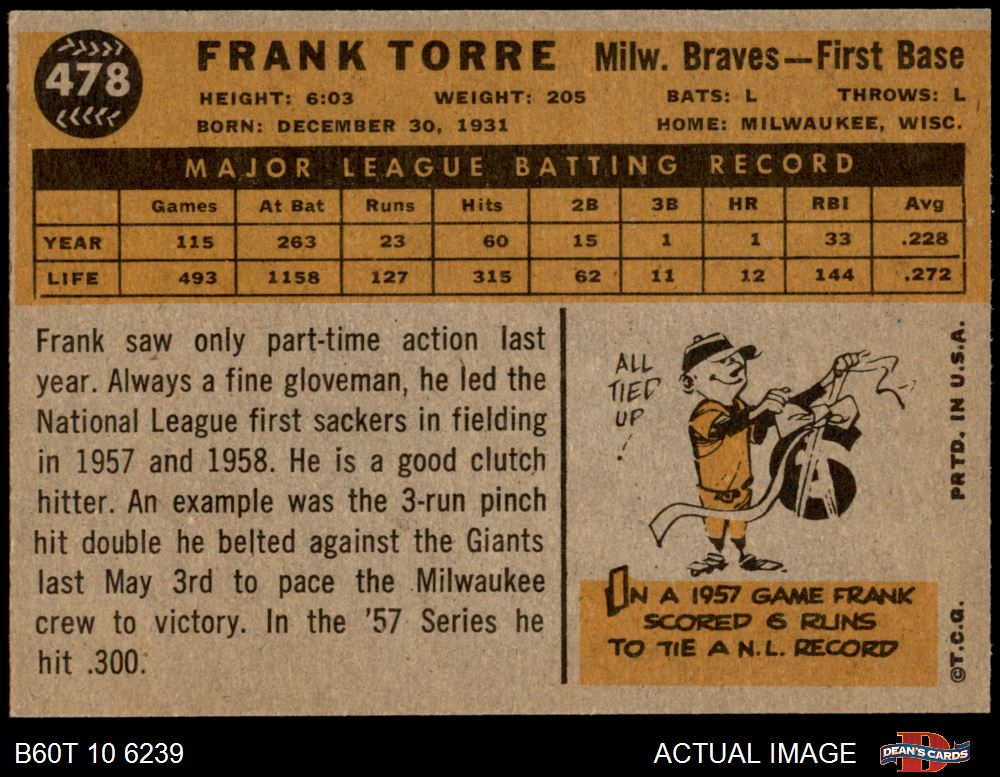 478
FRANK TORRE Milw. Braves—First Base
HEIGHT: 6:03 WEIGHT: 205 BATS: L THROWS: L
BORN: DECEMBER 30, 1931 HOME: MILWAUKEE, WISC.
MAJOR LEAGUE BATTING RECORD
Games At Bat Runs Hits 2B 3B HR RBI Avg
YEAR 115 263 23 60 15 1 1 33 .228
LIFE 493 1158 127 315 62 11 12 144 .272
Frank saw only part-time action last
year. Always a fine gloveman, he led the
National League first sackers in fielding
in 1957 and 1958. He is a good clutch
hitter. An example was the 3-run pinch
hit double he belted against the Giants
last May 3rd to pace the Milwaukee
crew to victory. In the '57 Series he
hit .300.
ALL
TIED
UP
!
6
IN A 1957 GAME FRANK
SCORED 6 RUNS
TO TIE A N.L. RECORD
©T.C.G. PRTD. IN U.S.A.
B60T 10 6239
ACTUAL IMAGE
D
DEAN'S CARDS